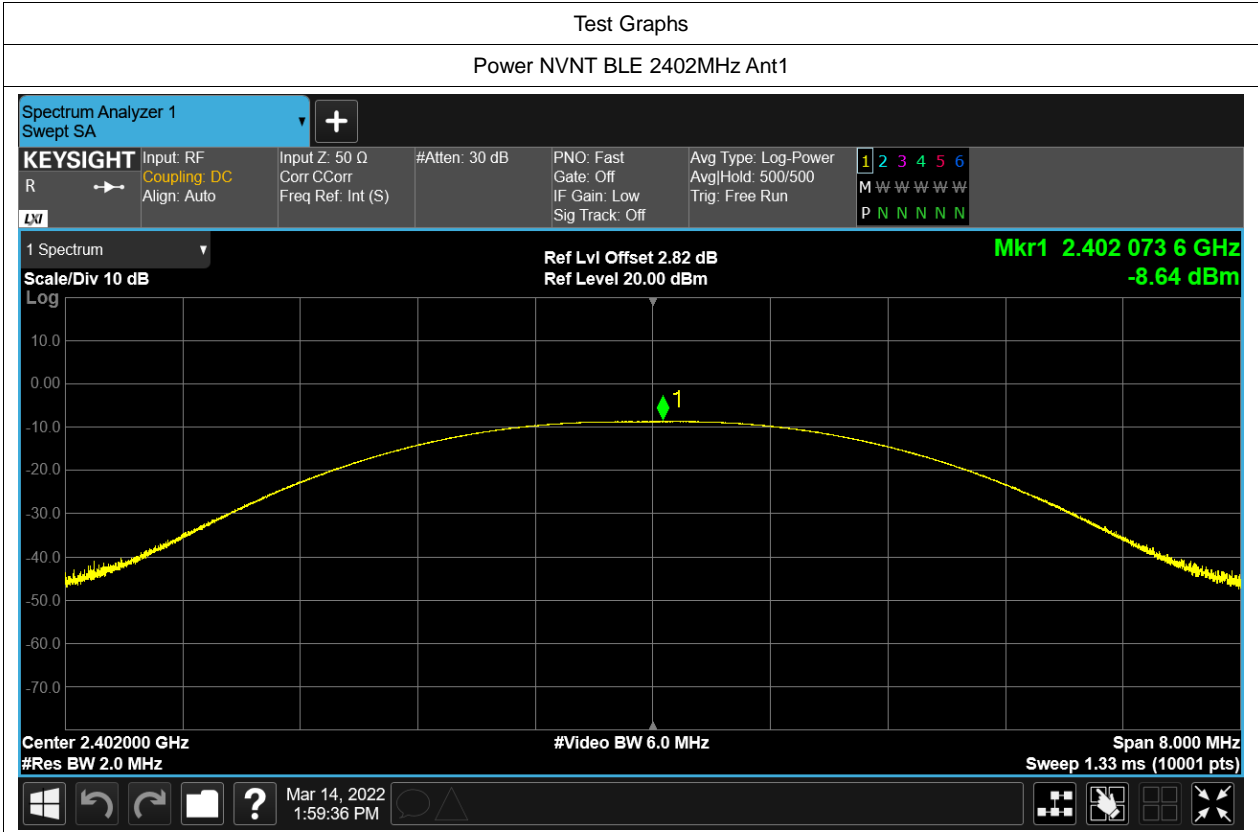 Test Graphs
Power NVNT BLE 2402MHz Ant1
Spectrum Analyzer 1
Swept SA
KEYSIGHT
R
LXI
Input: RF
Coupling: DC
Align: Auto
Input Z: 50 Ω
Corr CCorr
Freq Ref: Int (S)
#Atten: 30 dB
PNO: Fast
Gate: Off
IF Gain: Low
Sig Track: Off
Avg Type: Log-Power
Avg|Hold: 500/500
Trig: Free Run
1 2 3 4 5 6
M W W W W W
P N N N N N
1 Spectrum
Scale/Div 10 dB
Log
Ref Lvl Offset 2.82 dB
Ref Level 20.00 dBm
Mkr1 2.402 073 6 GHz
-8.64 dBm
10.0
0.00
1
-10.0
-20.0
-30.0
-40.0
-50.0
-60.0
-70.0
Center 2.402000 GHz
#Res BW 2.0 MHz
#Video BW 6.0 MHz
Span 8.000 MHz
Sweep 1.33 ms (10001 pts)
?
Mar 14, 2022
1:59:36 PM